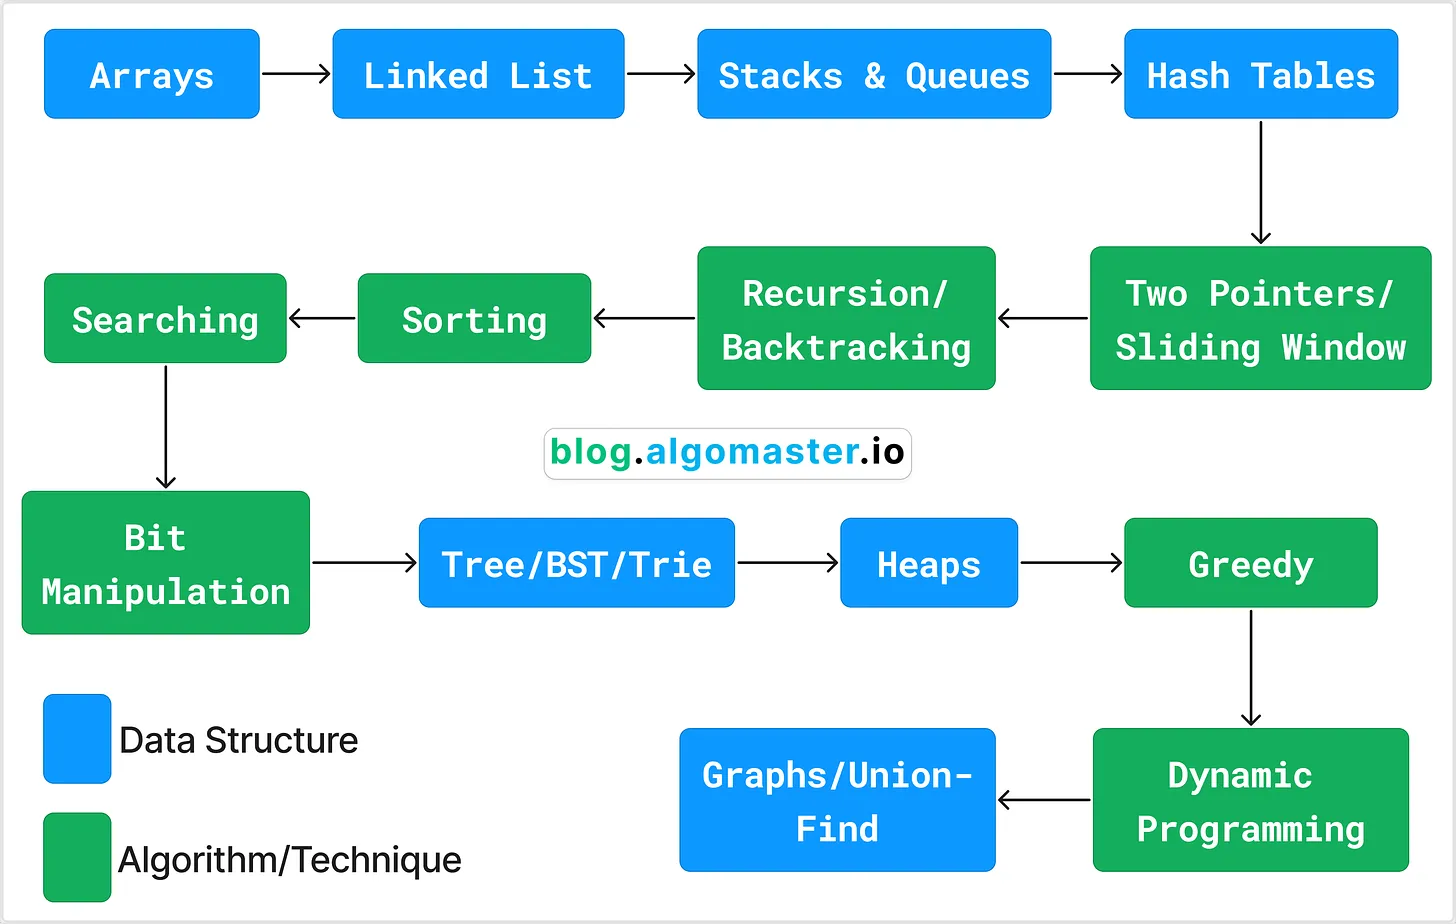 Arrays
Linked List
Stacks & Queues
Hash Tables
Two Pointers/
Sliding Window
Recursion/
Backtracking
Sorting
Searching
blog.algomaster.io
Bit
Manipulation
Tree/BST/Trie
Heaps
Greedy
Dynamic
Programming
Graphs/Union-
Find
Data Structure
Algorithm/Technique